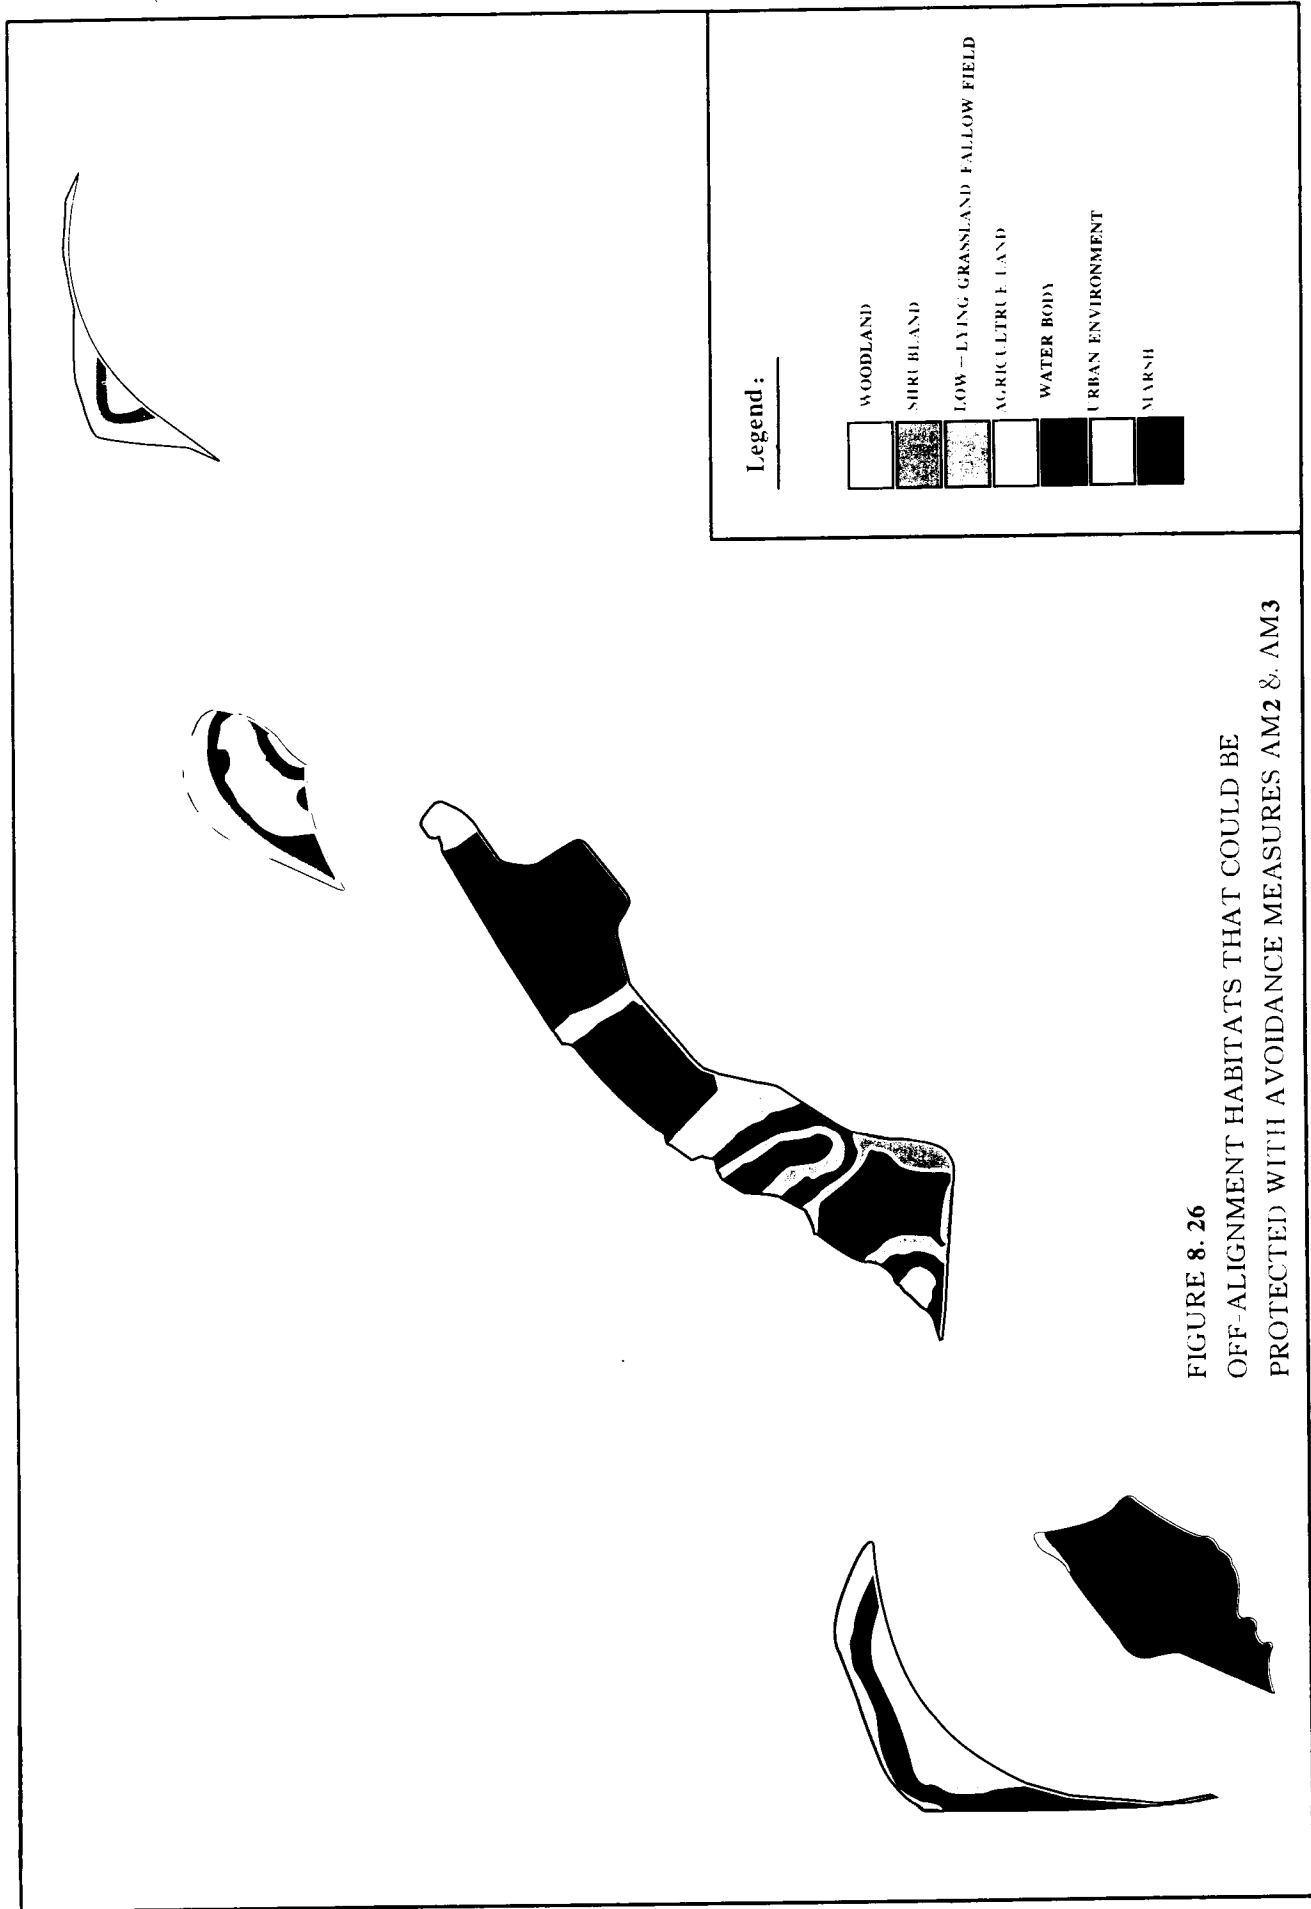 Legend :
WOODLAND
SHRUBLAND
LOW-LYING GRASSLAND FALLOW FIELD
AGRICULTRUE LAND
WATER BODY
URBAN ENVIRONMENT
MARSH
FIGURE 8.26
OFF-ALIGNMENT HABITATS THAT COULD BE
PROTECTED WITH AVOIDANCE MEASURES AM2 & AM3